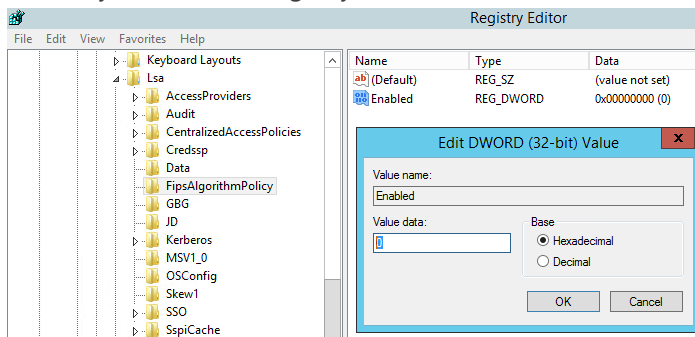 Registry Editor
File Edit View Favorites Help
Keyboard Layouts
Lsa
AccessProviders
Audit
CentralizedAccessPolicies
Credssp
Data
FipsAlgorithmPolicy
GBG
JD
Kerberos
MSV1_0
OSConfig
Skew1
SSO
SspiCache
Name Type Data
ab (Default) REG_SZ (value not set)
Enabled REG_DWORD 0x00000000 (0)
Edit DWORD (32-bit) Value x
Value name:
Enabled
Value data:
0
Base
Hexadecimal
Decimal
OK Cancel